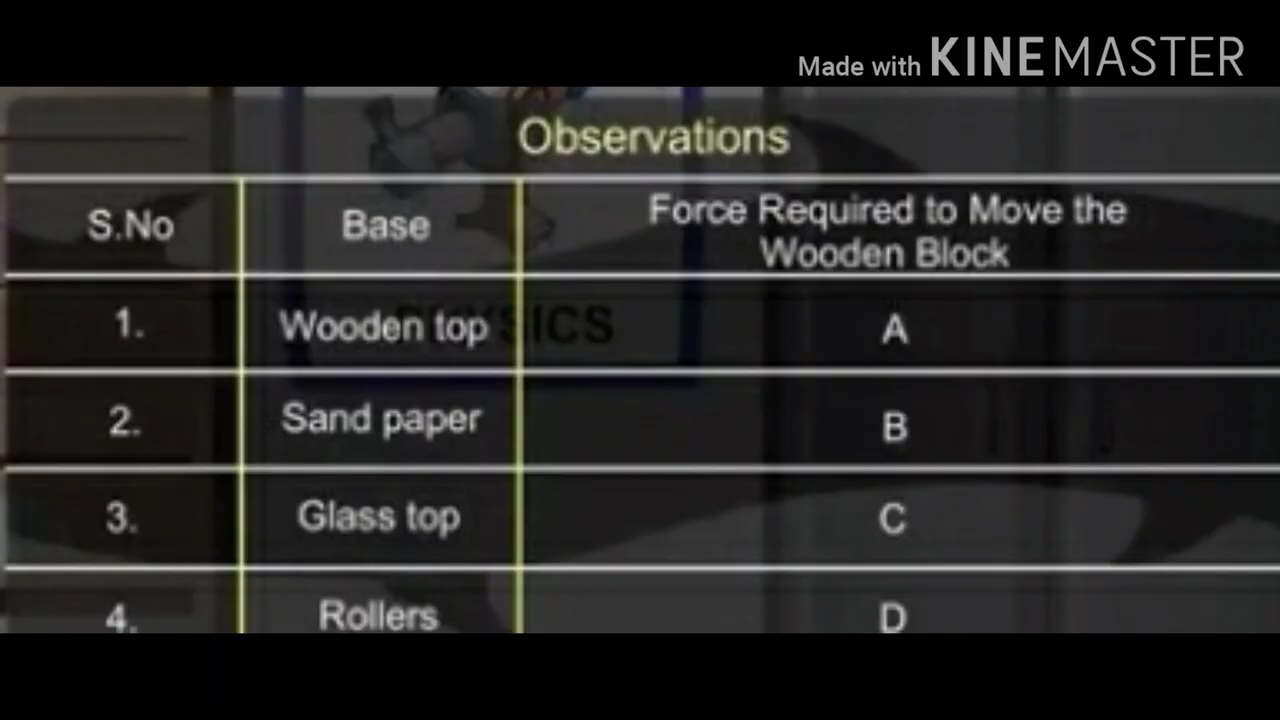 Made with KINEMASTER
Observations
S.No Base Force Required to Move the
Wooden Block
1. Wooden top A
PHYSICS
2. Sand paper B
3. Glass top C
4. Rollers D